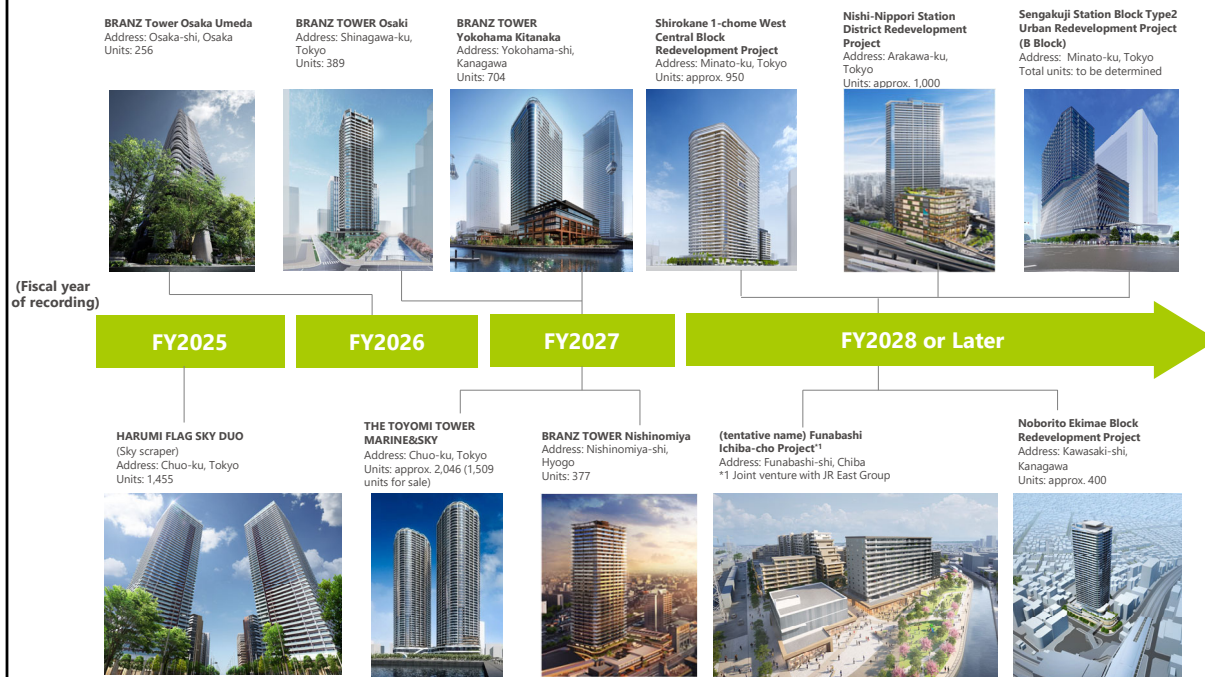 BRANZ Tower Osaka Umeda
Address: Osaka-shi, Osaka
Units: 256
BRANZ TOWER Osaki
Address: Shinagawa-ku,
Tokyo
Units: 389
BRANZ TOWER
Yokohama Kitanaka
Address: Yokohama-shi,
Kanagawa
Units: 704
Shirokane 1-chome West
Central Block
Redevelopment Project
Address: Minato-ku, Tokyo
Units: approx. 950
Nishi-Nippori Station
District Redevelopment
Project
Address: Arakawa-ku,
Tokyo
Units: approx. 1,000
Sengakuji Station Block Type2
Urban Redevelopment Project
(B Block)
Address: Minato-ku, Tokyo
Total units: to be determined
(Fiscal year
of recording)
FY2025
FY2026
FY2027
FY2028 or Later
HARUMI FLAG SKY DUO
(Sky scraper)
Address: Chuo-ku, Tokyo
Units: 1,455
THE TOYOMI TOWER
MARINE&SKY
Address: Chuo-ku, Tokyo
Units: approx. 2,046 (1,509
units for sale)
BRANZ TOWER Nishinomiya
Address: Nishinomiya-shi,
Hyogo
Units: 377
(tentative name) Funabashi
Ichiba-cho Project*1
Address: Funabashi-shi, Chiba
*1 Joint venture with JR East Group
Noborito Ekimae Block
Redevelopment Project
Address: Kawasaki-shi,
Kanagawa
Units: approx. 400